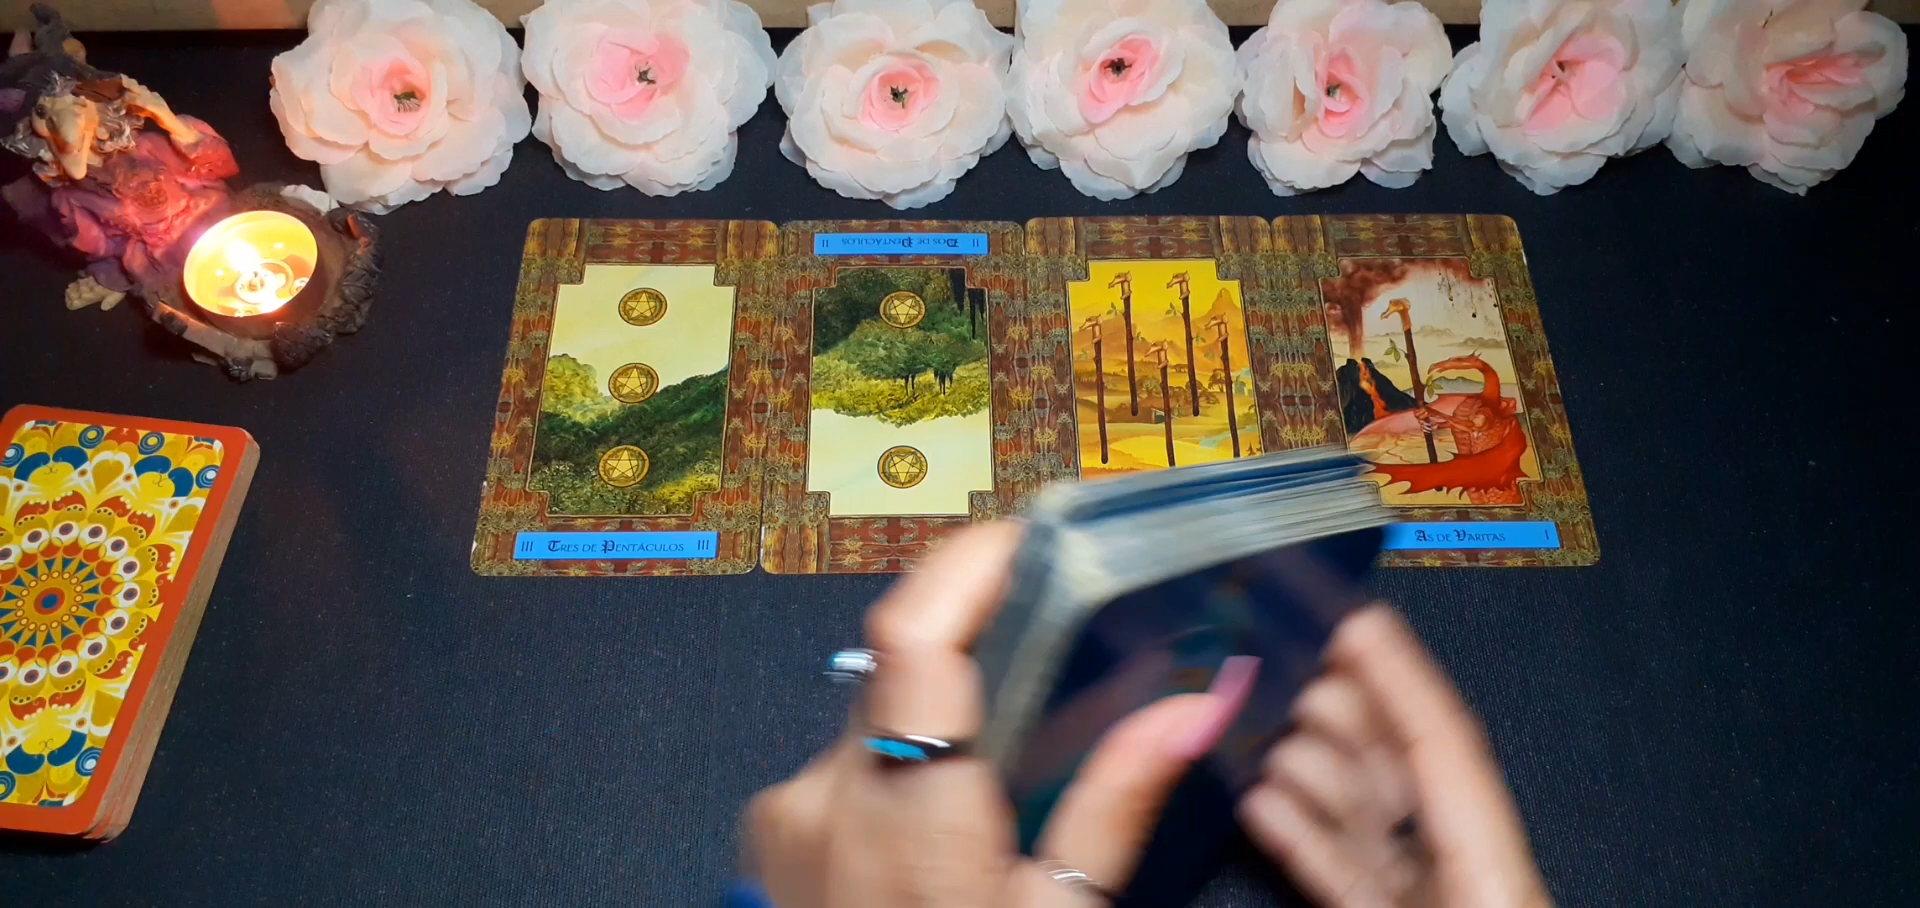 II Dos de Pentáculos II
III Tres de Pentáculos III
As de Varitas I